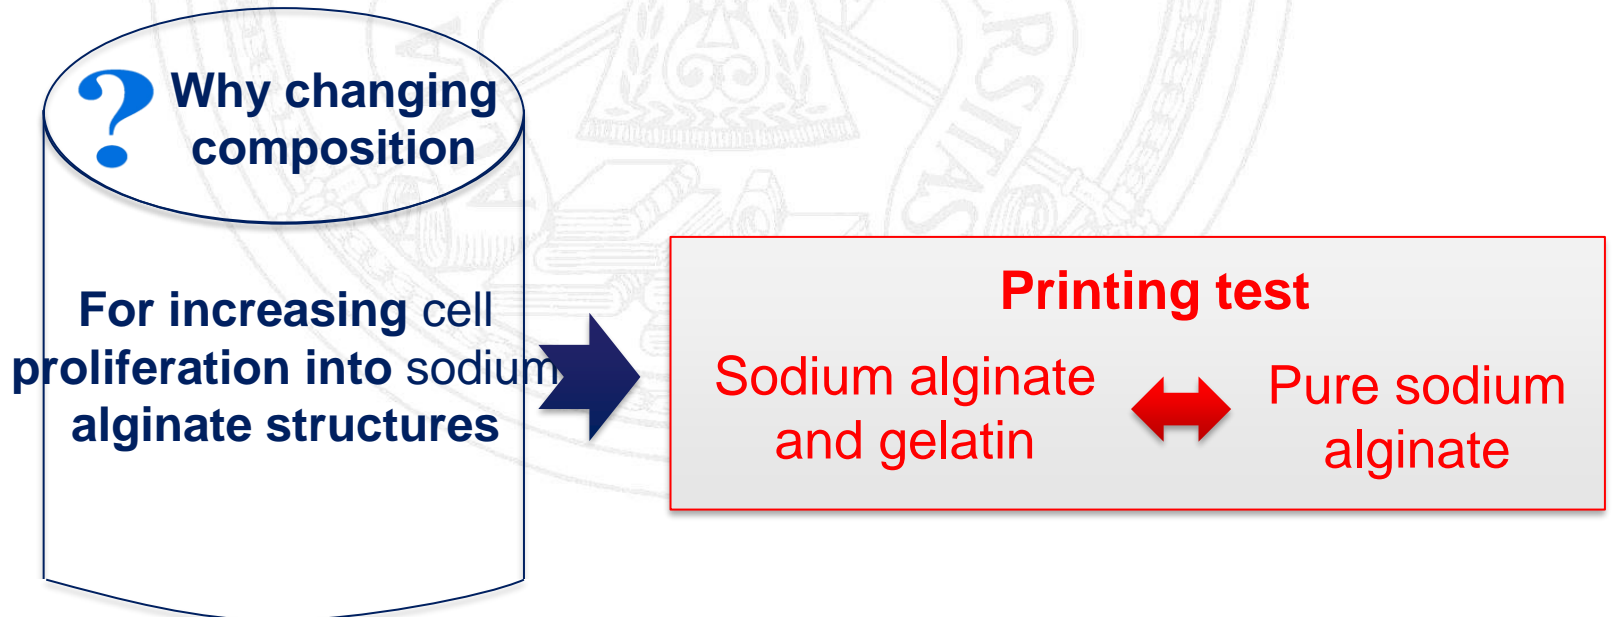 ?
Why changing
composition
For increasing cell
proliferation into sodium
alginate structures
Printing test
Sodium alginate
and gelatin
Pure sodium
alginate
RSITAS